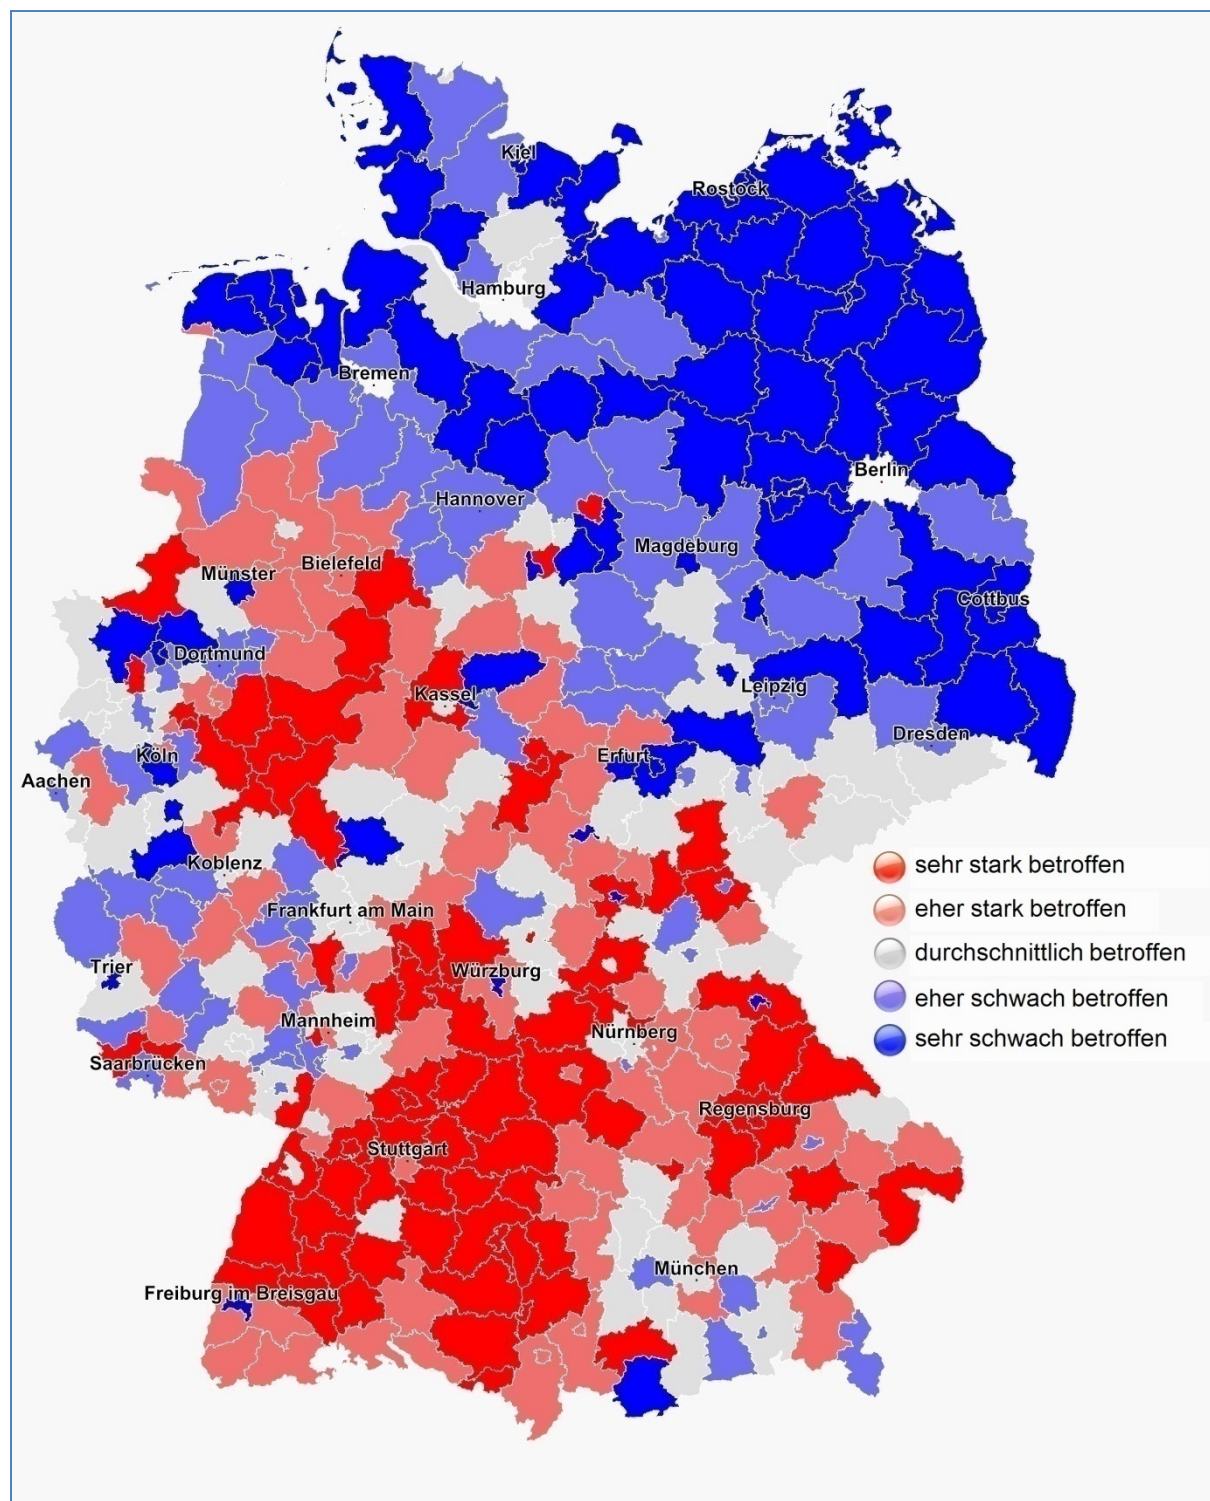 Kiel
Rostock
Hamburg
Bremen
Berlin
Hannover
Magdeburg
Bielefeld
Münster
Cottbus
Dortmund
Leipzig
Kassel
Dresden
Erfurt
Köln
Aachen
Koblenz
sehr stark betroffen
eher stark betroffen
durchschnittlich betroffen
eher schwach betroffen
sehr schwach betroffen
Frankfurt am Main
Trier
Würzburg
Mannheim
Nürnberg
Saarbrücken
Regensburg
Stuttgart
München
Freiburg im Breisgau